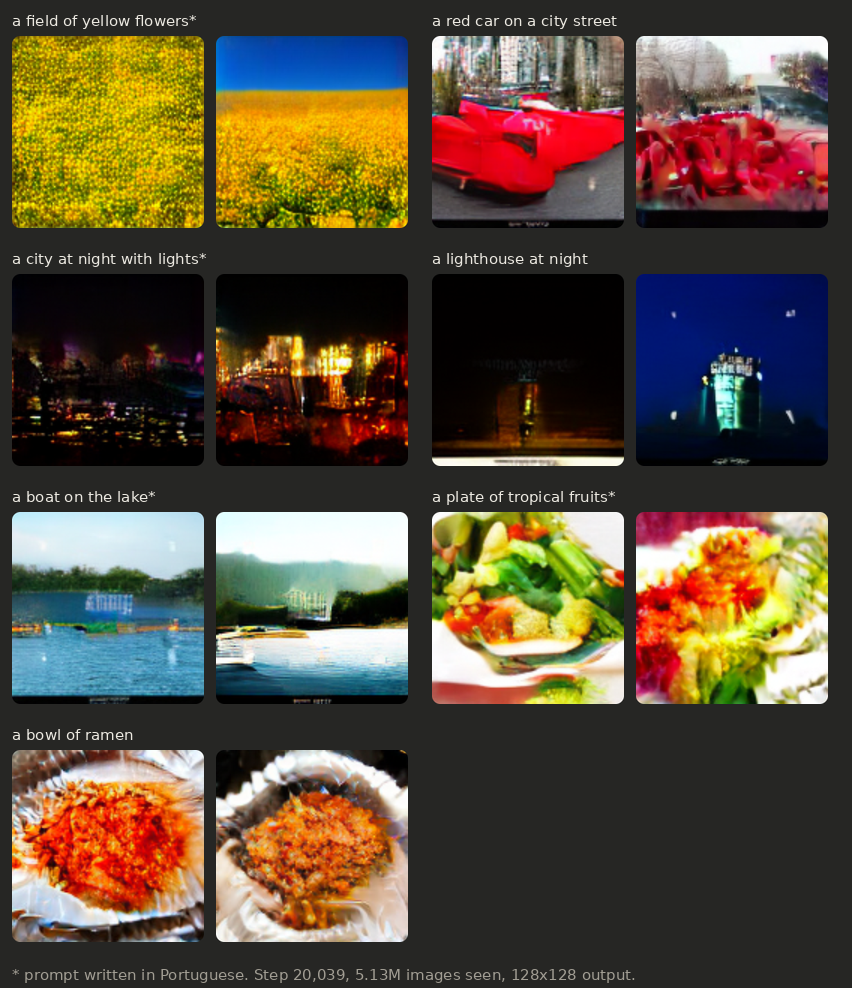 a field of yellow flowers*
a red car on a city street
a city at night with lights*
a lighthouse at night
a boat on the lake*
a plate of tropical fruits*
a bowl of ramen
* prompt written in Portuguese. Step 20,039, 5.13M images seen, 128x128 output.